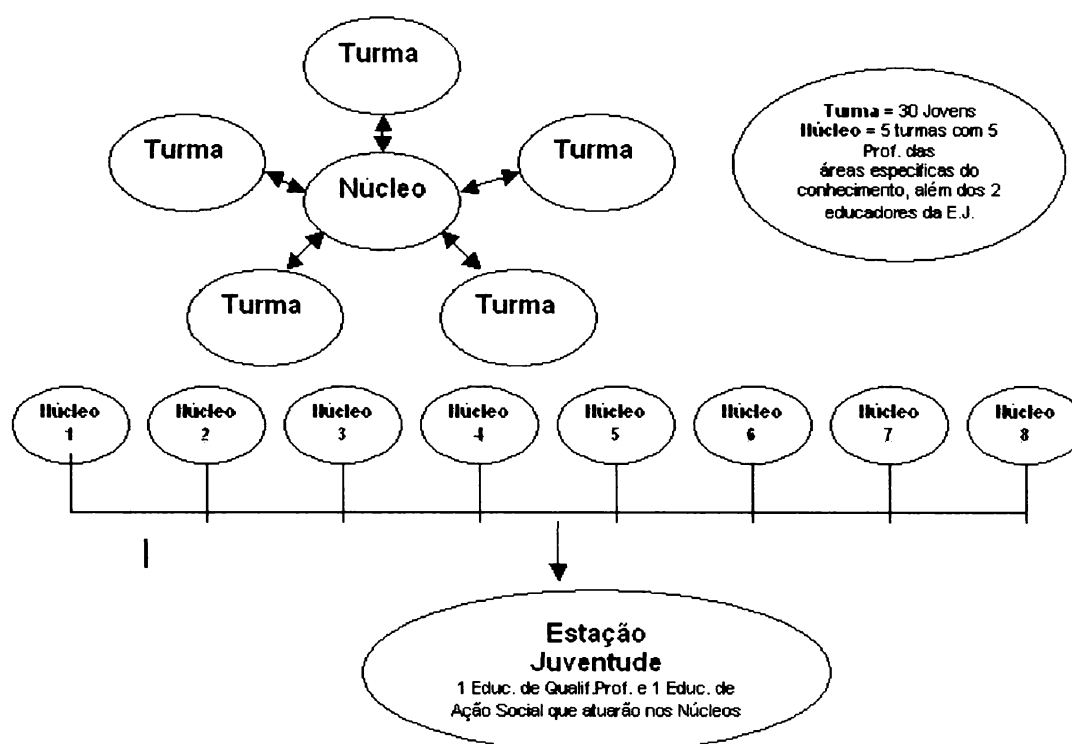 Turma
Turma
Turma
Núcleo
Turma
Turma
Turma = 30 Jovens
Núcleo = 5 turmas com 5
Prof. das
áreas especificas do
conhecimento, além dos 2
educadores da E.J.
Núcleo
1
Núcleo
2
Núcleo
3
Núcleo
4
Núcleo
5
Núcleo
6
Núcleo
7
Núcleo
8
Estação
Juventude
1 Educ. de Qualif.Prof. e 1 Educ. de
Ação Social que atuarão nos Núcleos